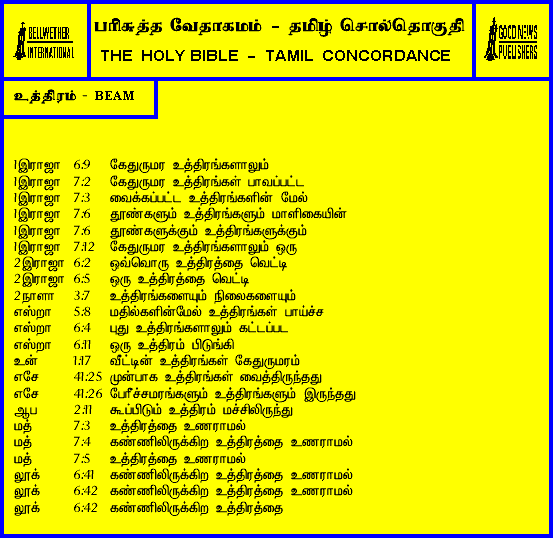 BELLWETHER
INTERNATIONAL
பரிசுத்த வேதாகமம் - தமிழ் சொல்தொகுதி
THE HOLY BIBLE - TAMIL CONCORDANCE
GOOD NEWS
PUBLISHERS
உத்திரம் - BEAM
1இராஜா 6:9 கேதுருமர உத்திரங்களாலும்
1இராஜா 7:2 கேதுருமர உத்திரங்கள் பாவப்பட்ட
1இராஜா 7:3 வைக்கப்பட்ட உத்திரங்களின் மேல்
1இராஜா 7:6 தூண்களும் உத்திரங்களும் மாளிகையின்
1இராஜா 7:6 தூண்களுக்கும் உத்திரங்களுக்கும்
1இராஜா 7:12 கேதுருமர உத்திரங்களாலும் ஒரு
2இராஜா 6:2 ஒவ்வொரு உத்திரத்தை வெட்டி
2இராஜா 6:5 ஒரு உத்திரத்தை வெட்டி
2நாளா 3:7 உத்திரங்களையும் நிலைகளையும்
எஸ்றா 5:8 மதில்களின்மேல் உத்திரங்கள் பாய்ச்ச
எஸ்றா 6:4 புது உத்திரங்களாலும் கட்டப்பட
எஸ்றா 6:11 ஒரு உத்திரம் பிடுங்கி
உன் 1:17 வீட்டின் உத்திரங்கள் கேதுருமரம்
எசே 41:25 முன்பாக உத்திரங்கள் வைத்திருந்தது
எசே 41:26 பேரீச்சமரங்களும் உத்திரங்களும் இருந்தது
ஆப 2:11 கூப்பிடும் உத்திரம் மச்சிலிருந்து
மத் 7:3 உத்திரத்தை உணராமல்
மத் 7:4 கண்ணிலிருக்கிற உத்திரத்தை உணராமல்
மத் 7:5 உத்திரத்தை உணராமல்
லூக் 6:41 கண்ணிலிருக்கிற உத்திரத்தை உணராமல்
லூக் 6:42 கண்ணிலிருக்கிற உத்திரத்தை உணராமல்
லூக் 6:42 கண்ணிலிருக்கிற உத்திரத்தை